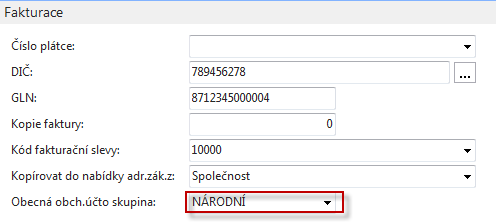 Fakturace
Číslo plátce:
DIČ: 789456278 ...
GLN: 8712345000004
Kopie faktury: 0
Kód fakturační slevy: 10000
Kopírovat do nabídky adr.zák.z: Společnost
Obecná obch.účto skupina: NÁRODNÍ